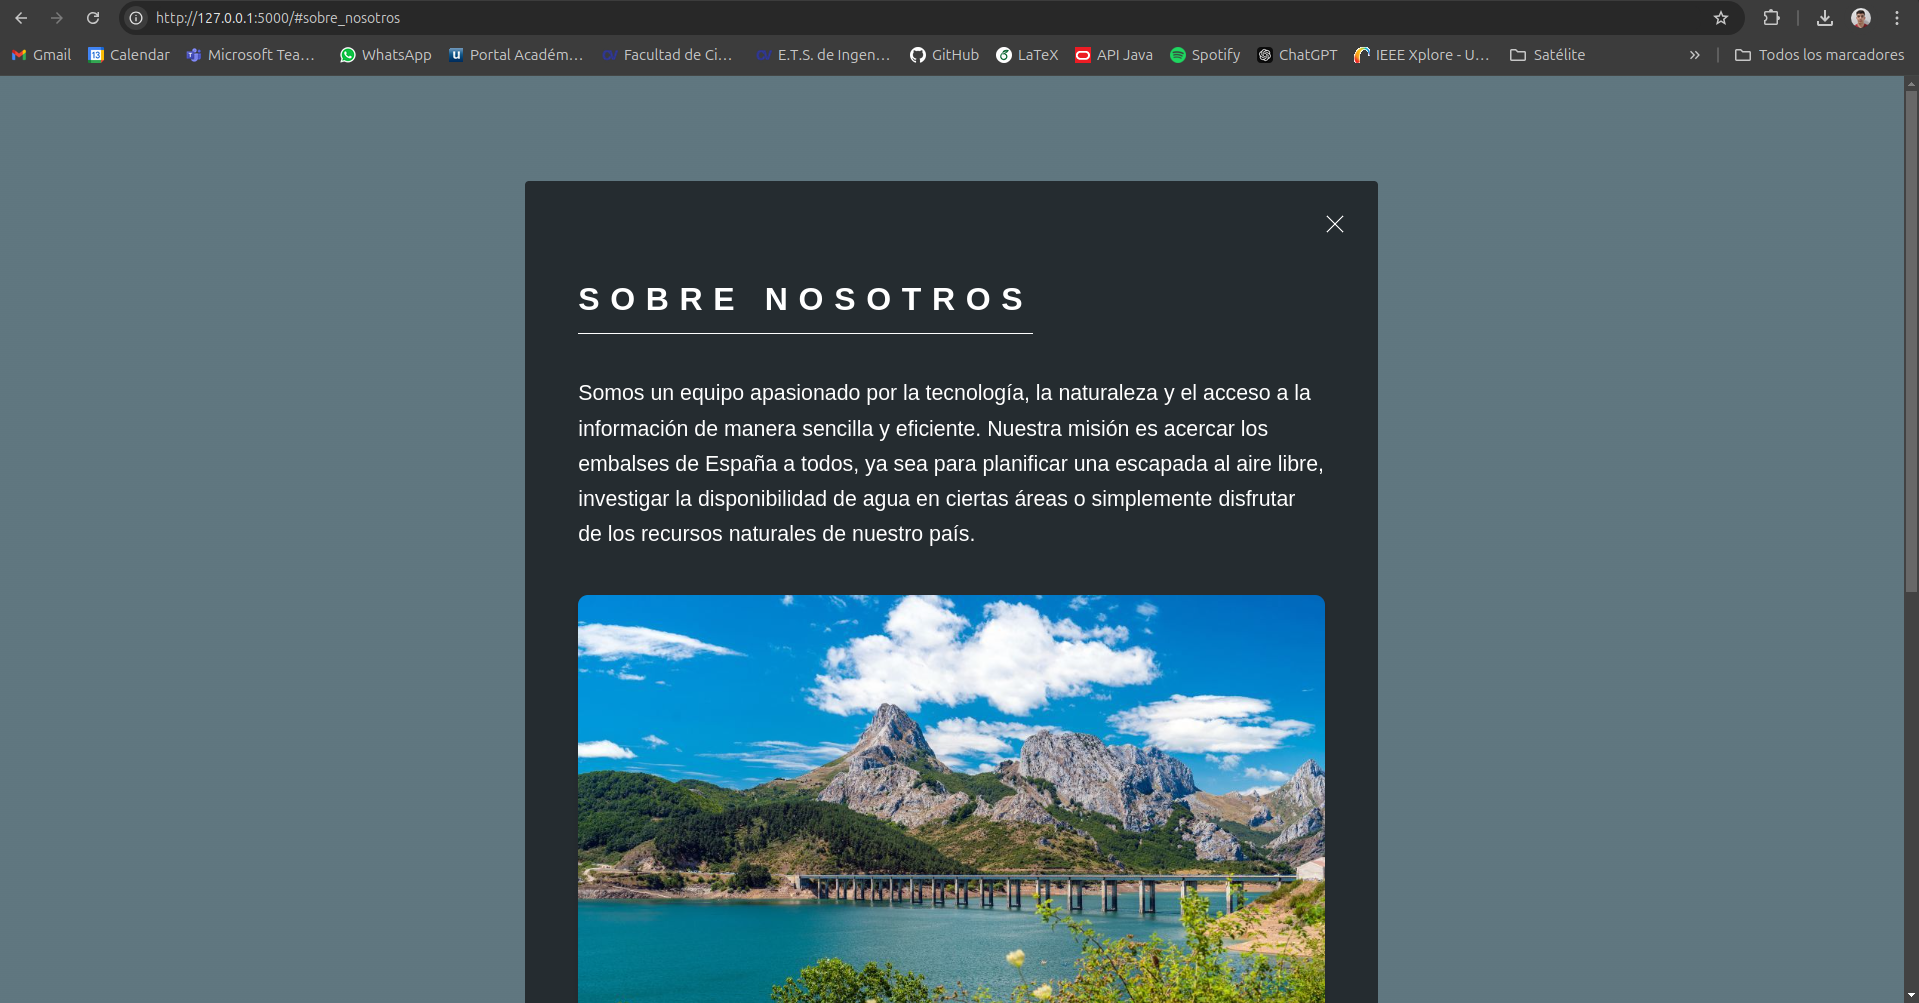 http://127.0.0.1:5000/#sobre_nosotros
Gmail
13 Calendar
Microsoft Tea...
WhatsApp
u Portal Académ...
Facultad de Ci...
E.T.S. de Ingen...
GitHub
LaTeX
API Java
Spotify
ChatGPT
IEEE Xplore - U...
Satélite
»
Todos los marcadores
SOBRE NOSOTROS
Somos un equipo apasionado por la tecnología, la naturaleza y el acceso a la
información de manera sencilla y eficiente. Nuestra misión es acercar los
embalses de España a todos, ya sea para planificar una escapada al aire libre,
investigar la disponibilidad de agua en ciertas áreas o simplemente disfrutar
de los recursos naturales de nuestro país.